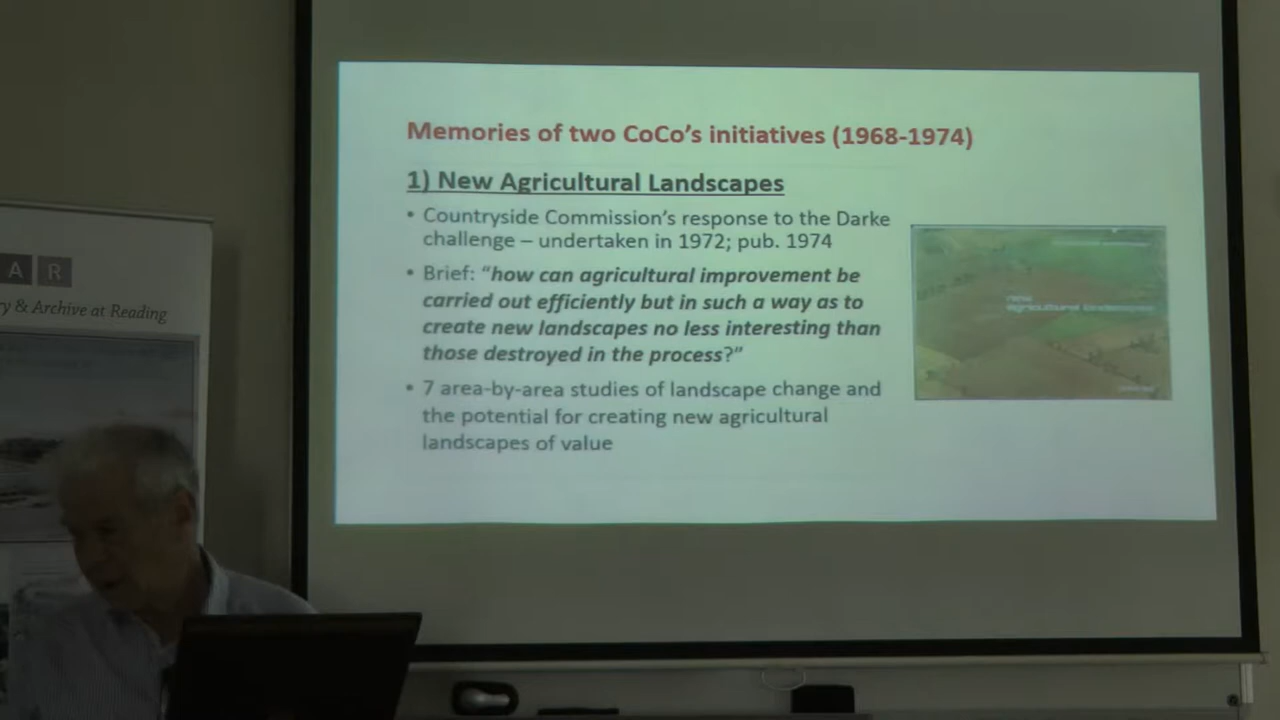 Memories of two CoCo's initiatives (1968-1974)
1) New Agricultural Landscapes
• Countryside Commission's response to the Darke
challenge – undertaken in 1972; pub. 1974
• Brief: "how can agricultural improvement be
carried out efficiently but in such a way as to
create new landscapes no less interesting than
those destroyed in the process?"
• 7 area-by-area studies of landscape change and
the potential for creating new agricultural
landscapes of value
new
agricultural landscapes
A R
& Archive at Reading